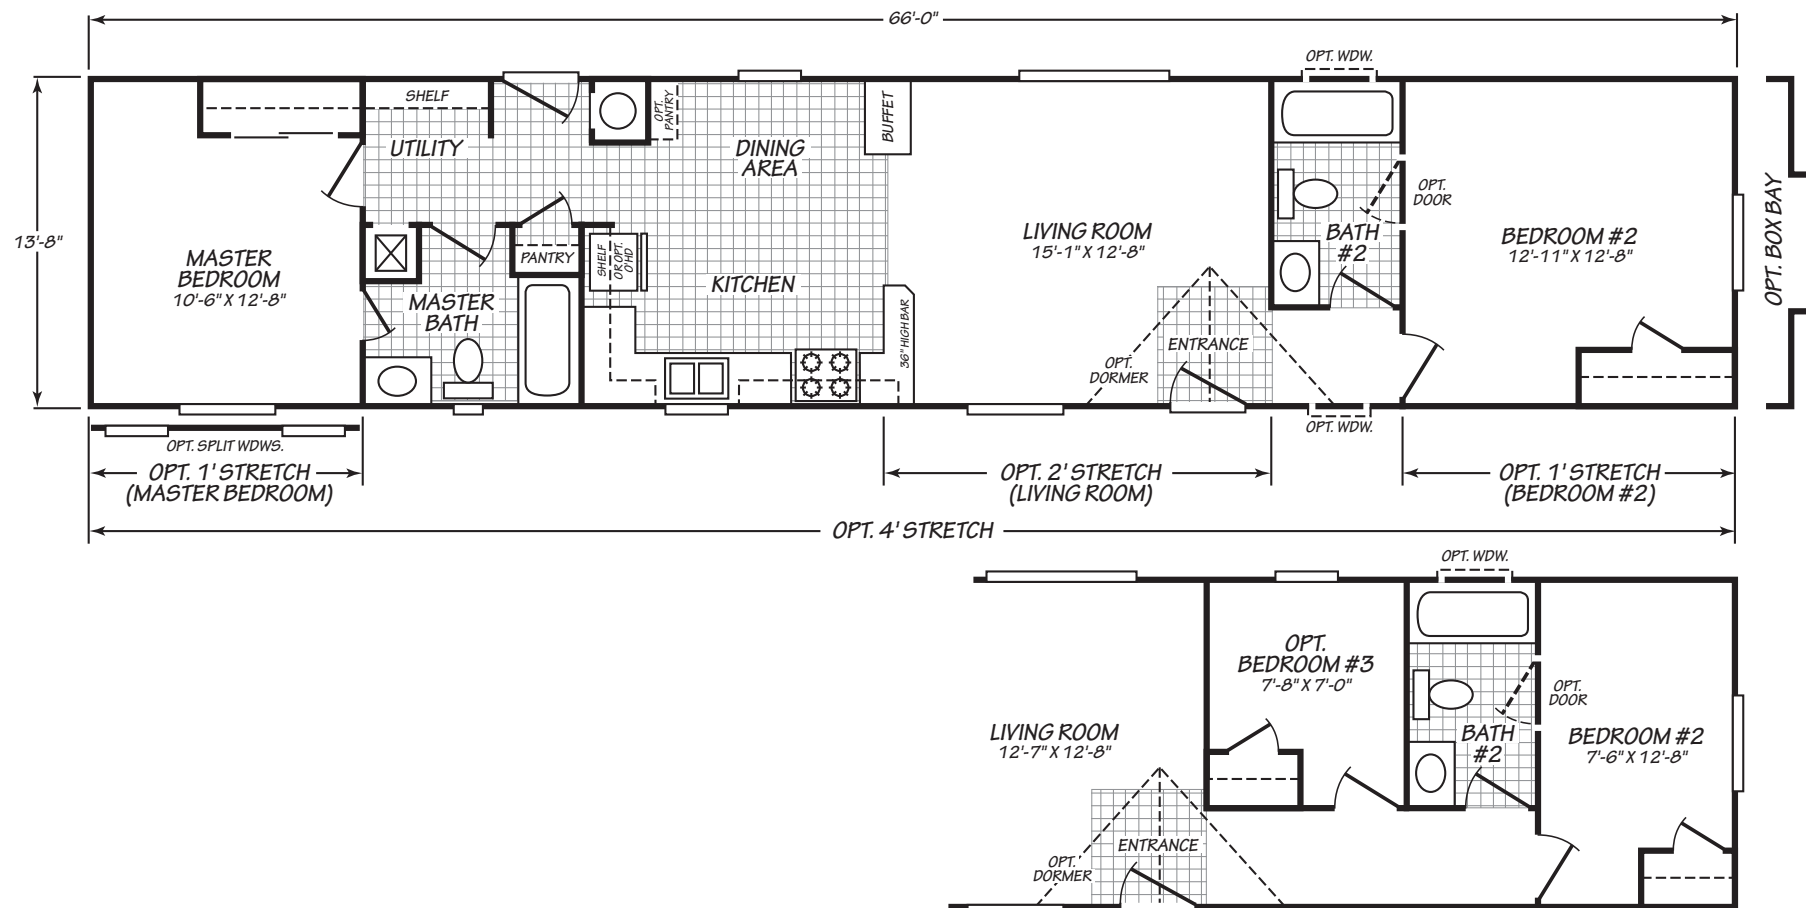 66'-0"
OPT. WDW.
SHELF
OPT.
PANTRY
BUFFET
UTILITY
DINING
AREA
OPT.
DOOR
OPT. BOX BAY
13'-8"
MASTER
BEDROOM
10'-6" X 12'-8"
PANTRY
SHELF
OR OPT.
O'HD
KITCHEN
LIVING ROOM
15'-1" X 12'-8"
BATH
#2
BEDROOM #2
12'-11" X 12'-8"
MASTER
BATH
36" HIGH BAR
ENTRANCE
OPT.
DORMER
OPT. WDW.
OPT. SPLIT WDWS.
OPT. 1' STRETCH
(MASTER BEDROOM)
OPT. 2' STRETCH
(LIVING ROOM)
OPT. 1' STRETCH
(BEDROOM #2)
OPT. 4' STRETCH
OPT. WDW.
OPT.
BEDROOM #3
7'-8" X 7'-0"
OPT.
DOOR
LIVING ROOM
12'-7" X 12'-8"
BATH
#2
BEDROOM #2
7'-6" X 12'-8"
ENTRANCE
OPT.
DORMER